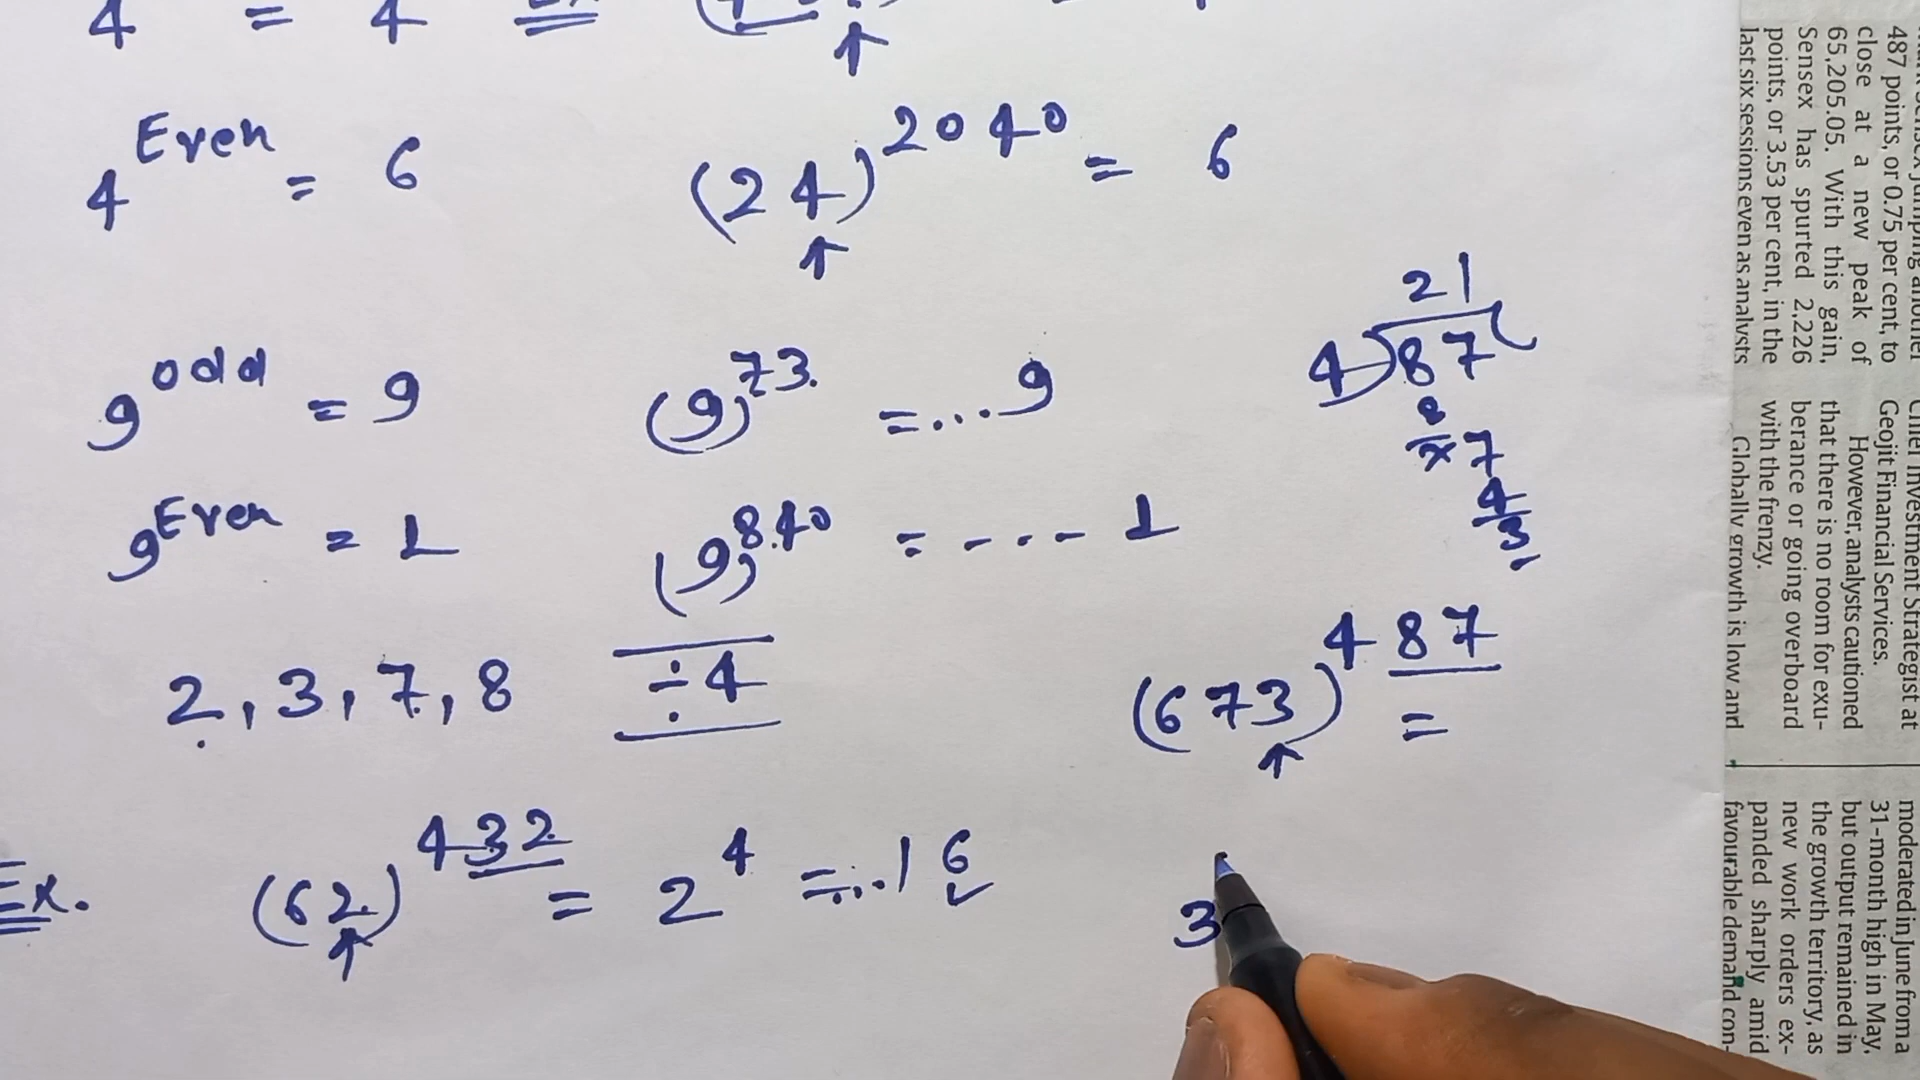 4 = 4 Ex
4^Even = 6 (24)^2040 = 6
9^odd = 9 (9)^73 = ...9
9^Even = 1 (9)^840 = - ... - 1
21
4)87(
8
x7
4
3
2, 3, 7, 8 ÷4
(673)^487 =
Ex. (62)^432 = 2^4 = ...16
3
487 points, or 0.75 per cent, to
close at a new peak of
65,205.05. With this gain,
Sensex has spurted 2,226
points, or 3.53 per cent, in the
last six sessions even as analysts
Chief Investment Strategist at
Geojit Financial Services.
However, analysts cautioned
that there is no room for exu-
berance or going overboard
with the frenzy.
Globally growth is low and
moderated in June from a
31-month high in May,
but output remained in
the growth territory, as
new work orders ex-
panded sharply amid
favourable demand con-